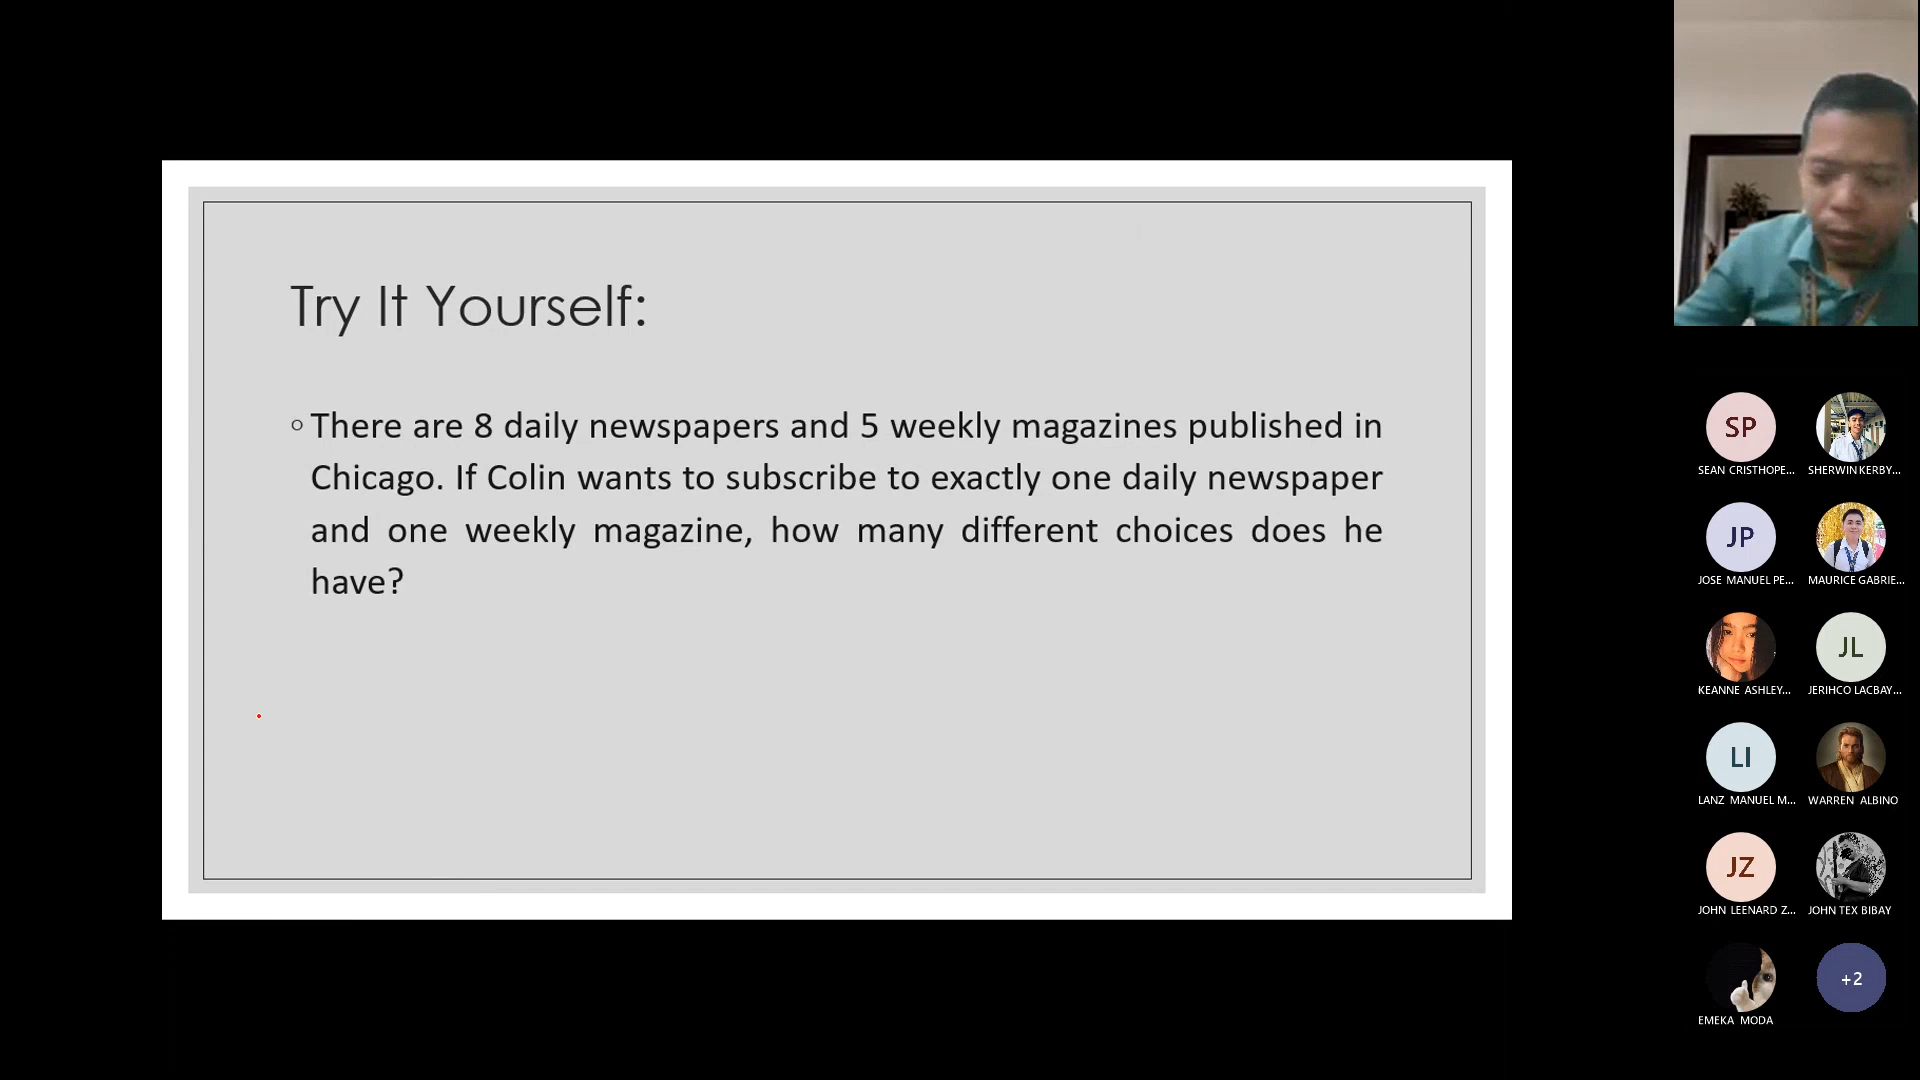 Try It Yourself:
There are 8 daily newspapers and 5 weekly magazines published in
Chicago. If Colin wants to subscribe to exactly one daily newspaper
and one weekly magazine, how many different choices does he
have?
SP
SEAN CRISTHOPE...
SHERWIN KERBY...
JP
JOSE MANUEL PE...
MAURICE GABRIE...
KEANNE ASHLEY...
JL
JERIHCO LACBAY...
LI
LANZ MANUEL M...
WARREN ALBINO
JZ
JOHN LEENARD Z...
JOHN TEX BIBAY
EMEKA MODA
+2